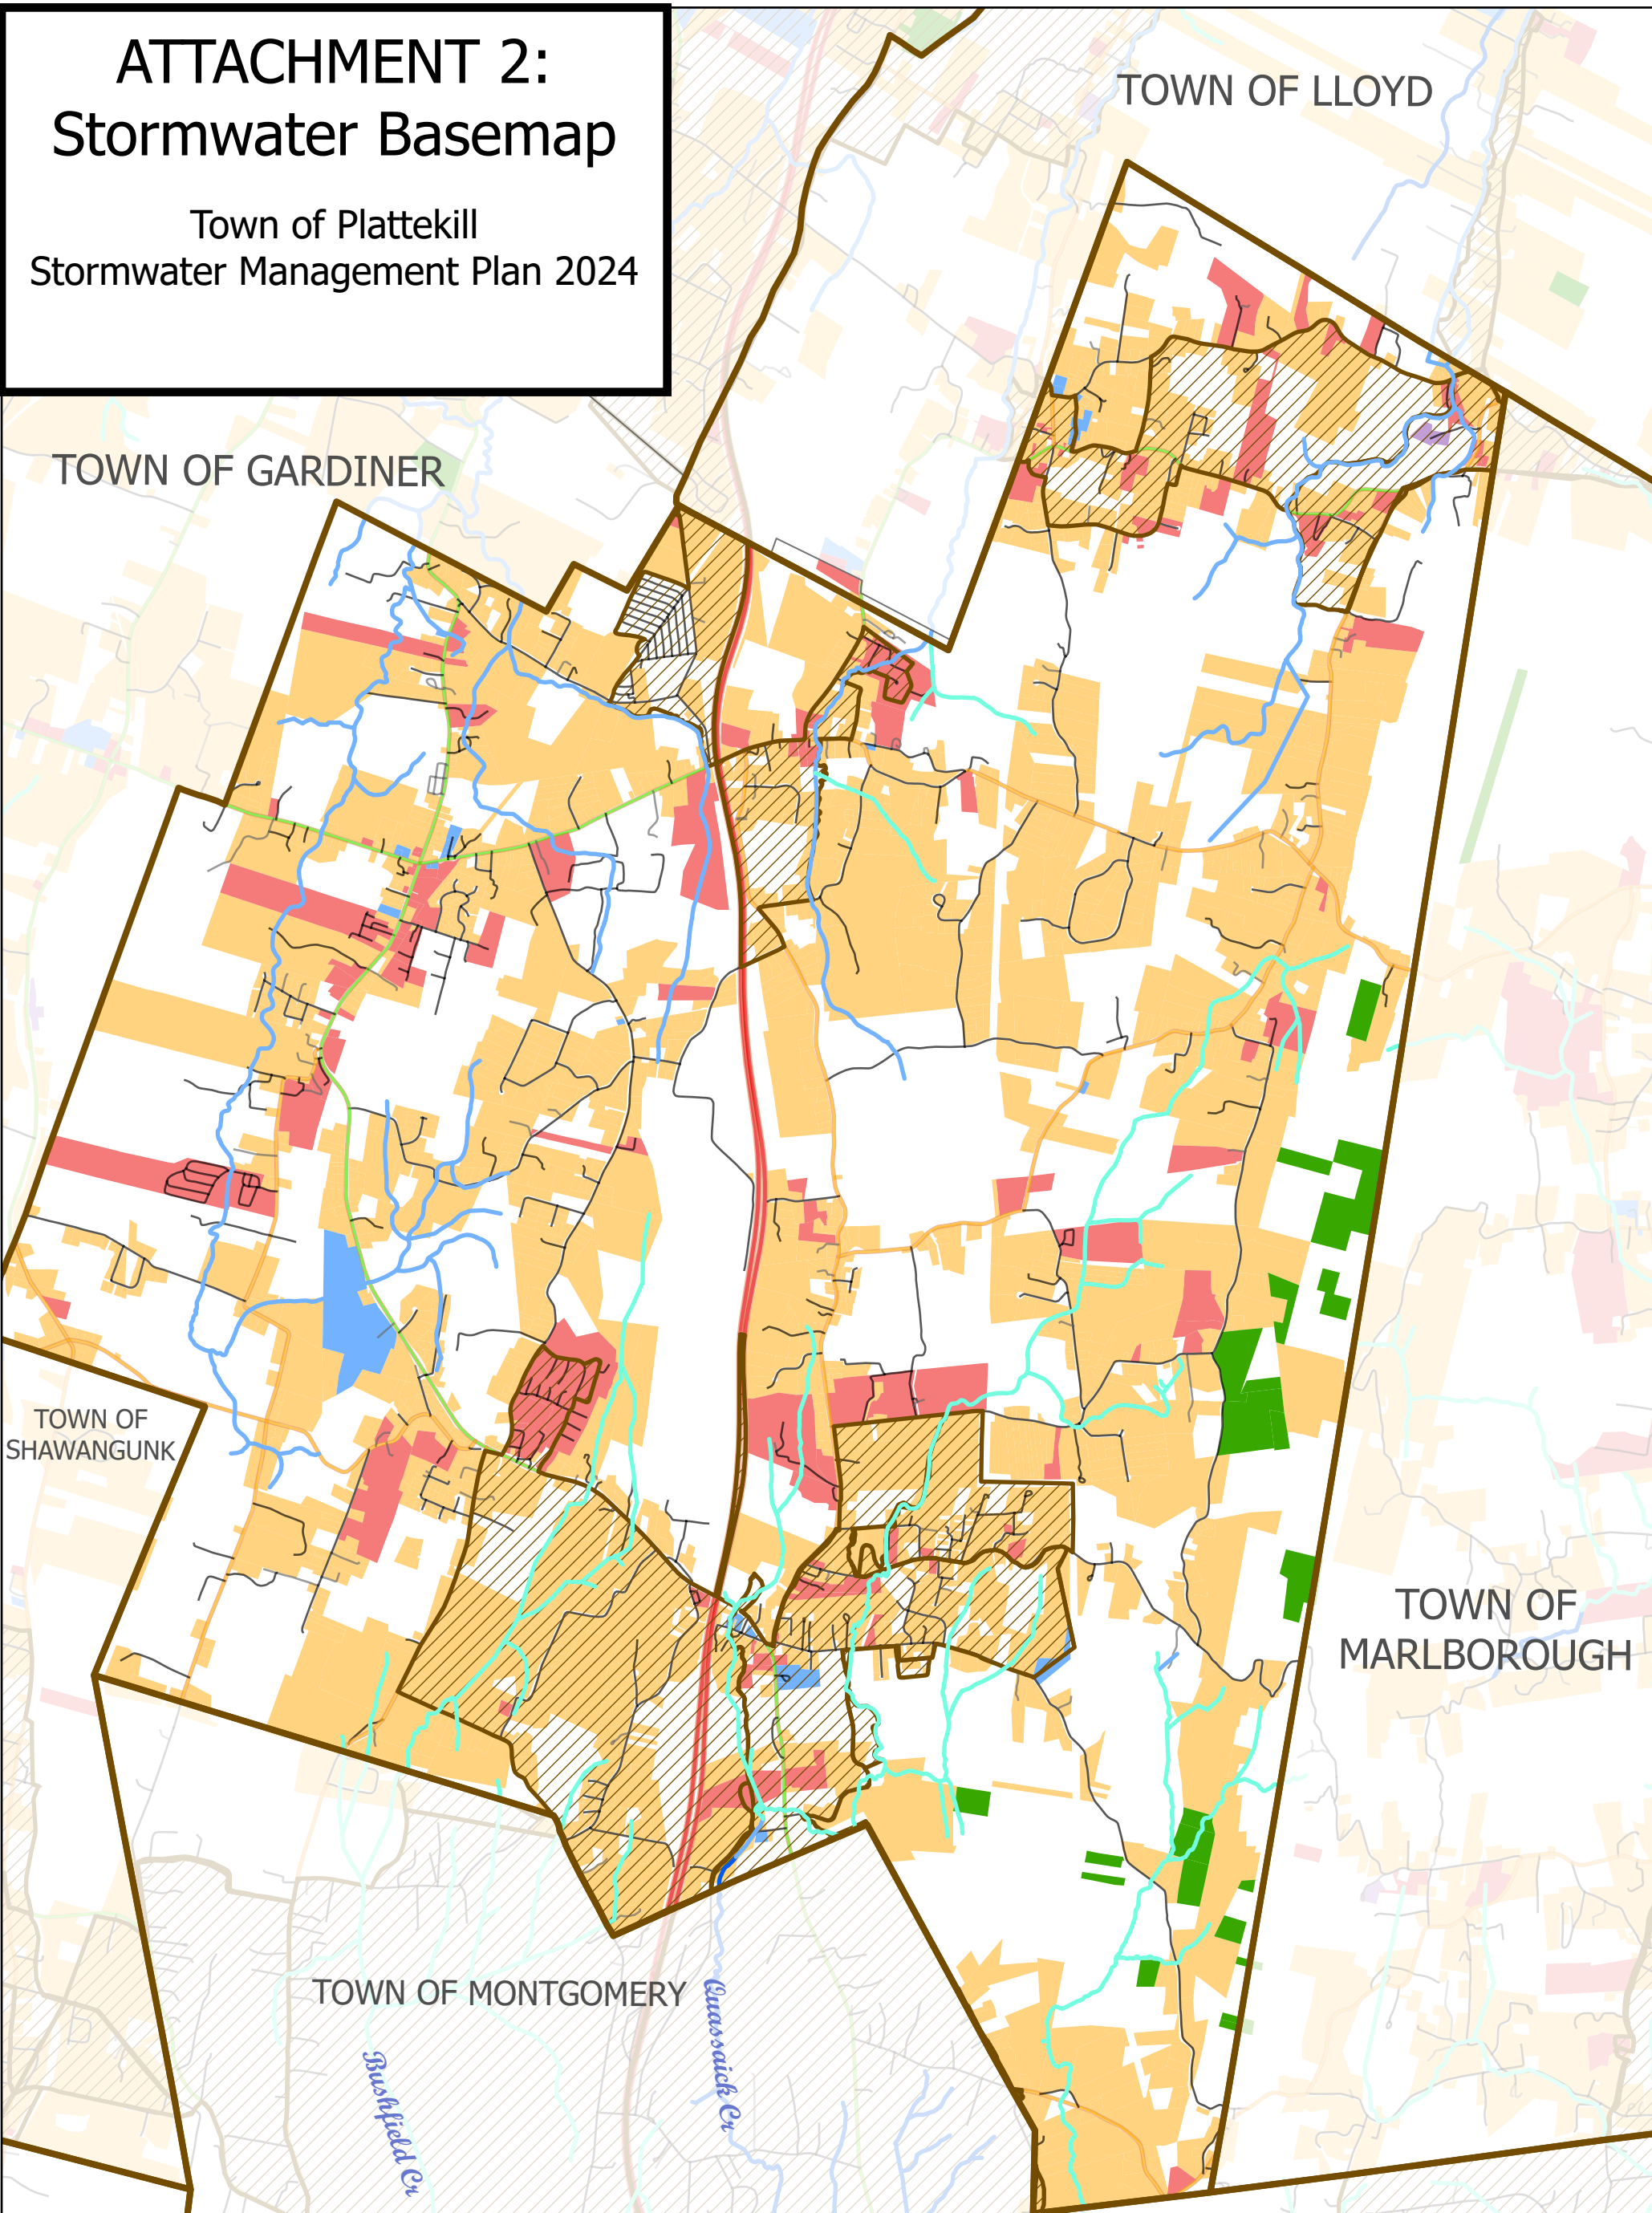 ATTACHMENT 2:
Stormwater Basemap
Town of Plattekill
Stormwater Management Plan 2024
TOWN OF LLOYD
TOWN OF GARDINER
TOWN OF
SHAWANGUNK
TOWN OF
MARLBOROUGH
TOWN OF MONTGOMERY
Quassaick Cr
Bushfield Cr